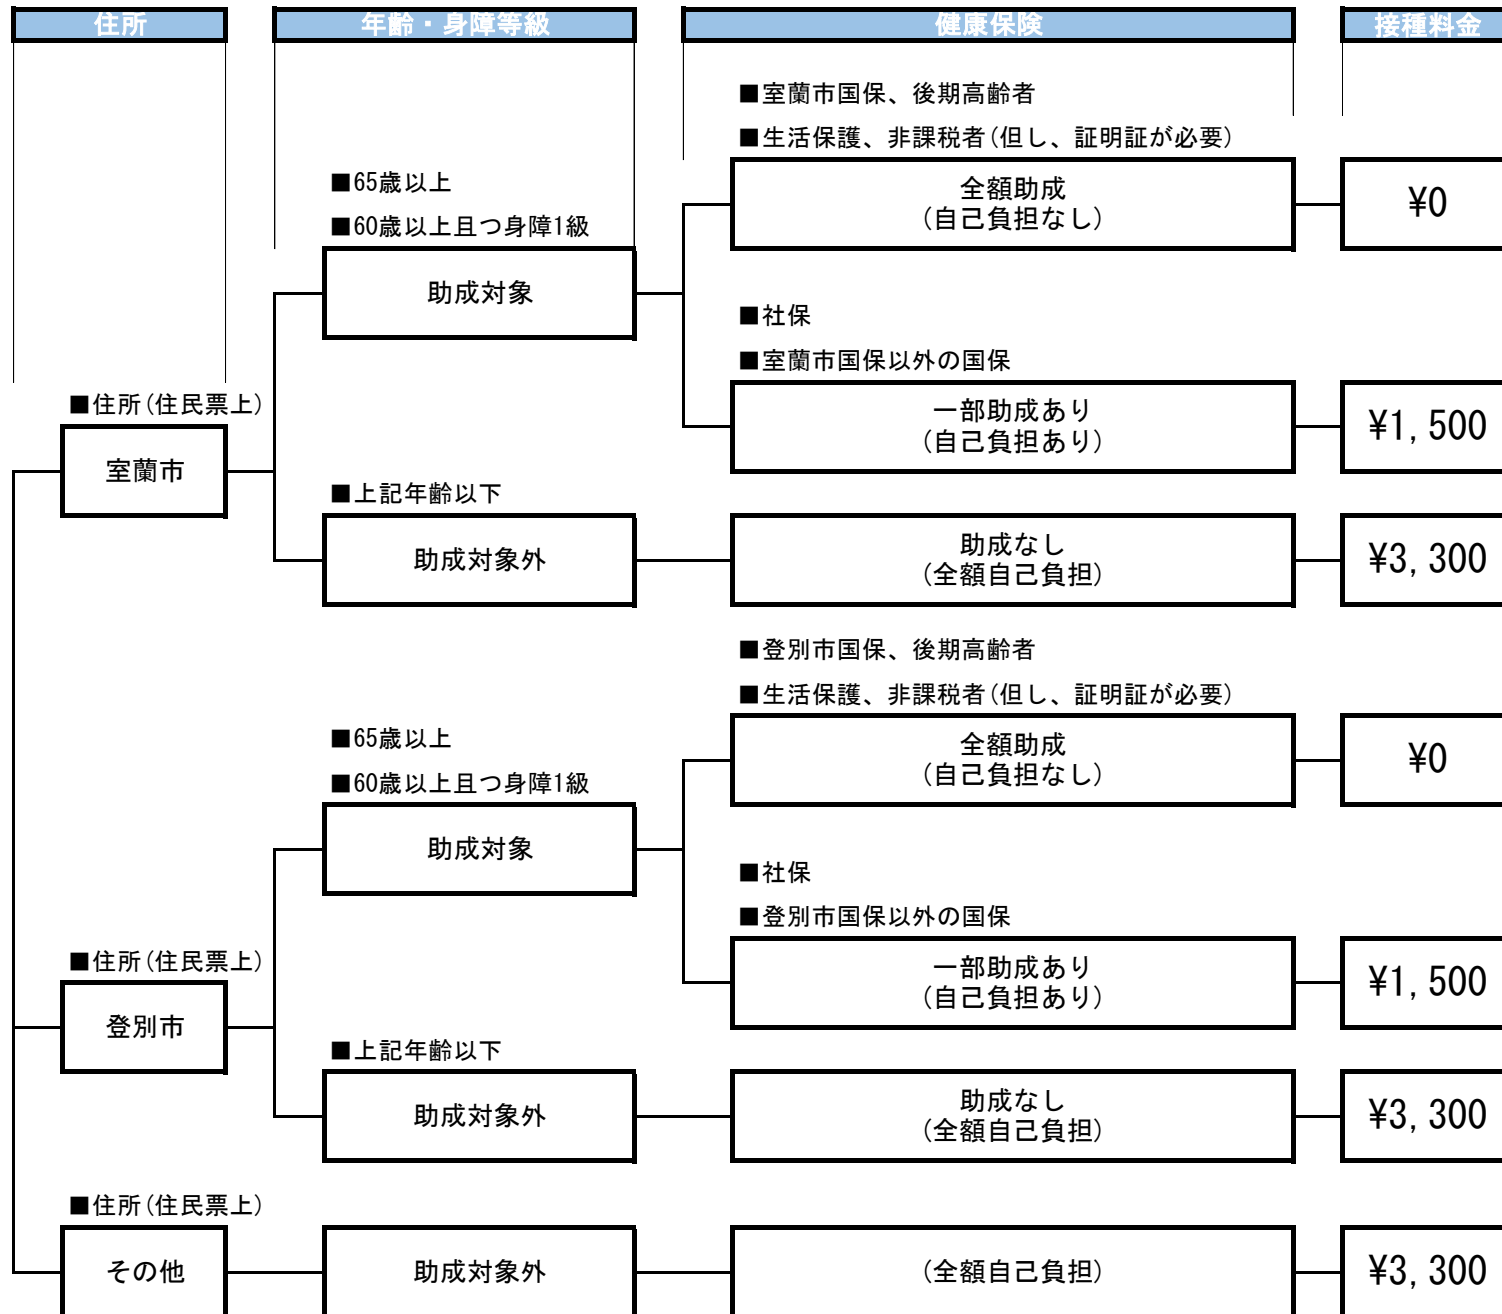 住所 年齢・身障等級 健康保険 接種料金
■室蘭市国保、後期高齢者
■生活保護、非課税者(但し、証明証が必要)
■65歳以上
■60歳以上且つ身障1級
全額助成
(自己負担なし)
¥0
助成対象
■社保
■室蘭市国保以外の国保
■住所(住民票上)
一部助成あり
(自己負担あり)
¥1,500
室蘭市
■上記年齢以下
助成対象外
助成なし
(全額自己負担)
¥3,300
■登別市国保、後期高齢者
■生活保護、非課税者(但し、証明証が必要)
■65歳以上
■60歳以上且つ身障1級
全額助成
(自己負担なし)
¥0
助成対象
■社保
■登別市国保以外の国保
■住所(住民票上)
一部助成あり
(自己負担あり)
¥1,500
登別市
■上記年齢以下
助成対象外
助成なし
(全額自己負担)
¥3,300
■住所(住民票上)
その他
助成対象外
(全額自己負担)
¥3,300